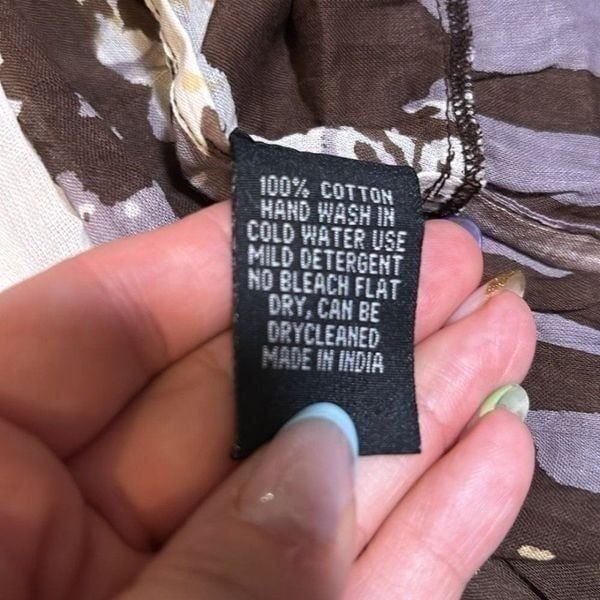 100% COTTON
HAND WASH IN
COLD WATER USE
MILD DETERGENT
NO BLEACH FLAT
DRY, CAN BE
DRYCLEANED
MADE IN INDIA